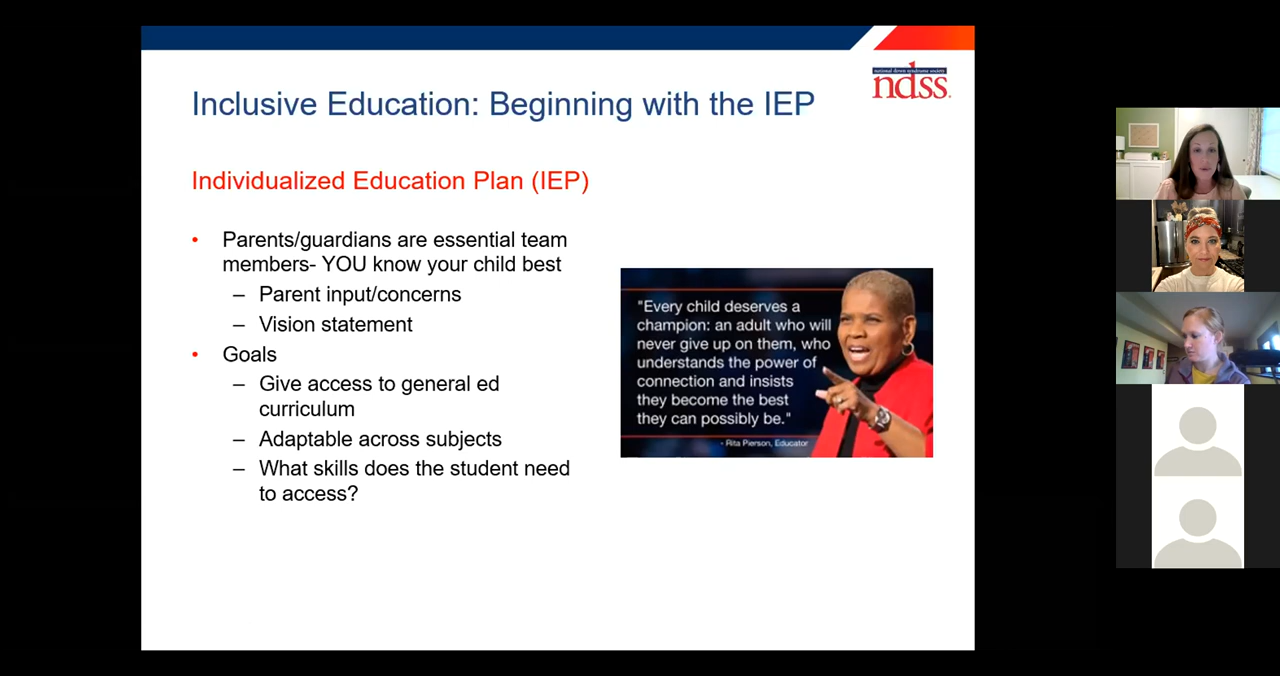 national down syndrome society
ndss.
Inclusive Education: Beginning with the IEP
Individualized Education Plan (IEP)
• Parents/guardians are essential team
members- YOU know your child best
– Parent input/concerns
– Vision statement
• Goals
– Give access to general ed
curriculum
– Adaptable across subjects
– What skills does the student need
to access?
"Every child deserves a
champion: an adult who will
never give up on them, who
understands the power of
connection and insists
they become the best
they can possibly be."
- Rita Pierson, Educator